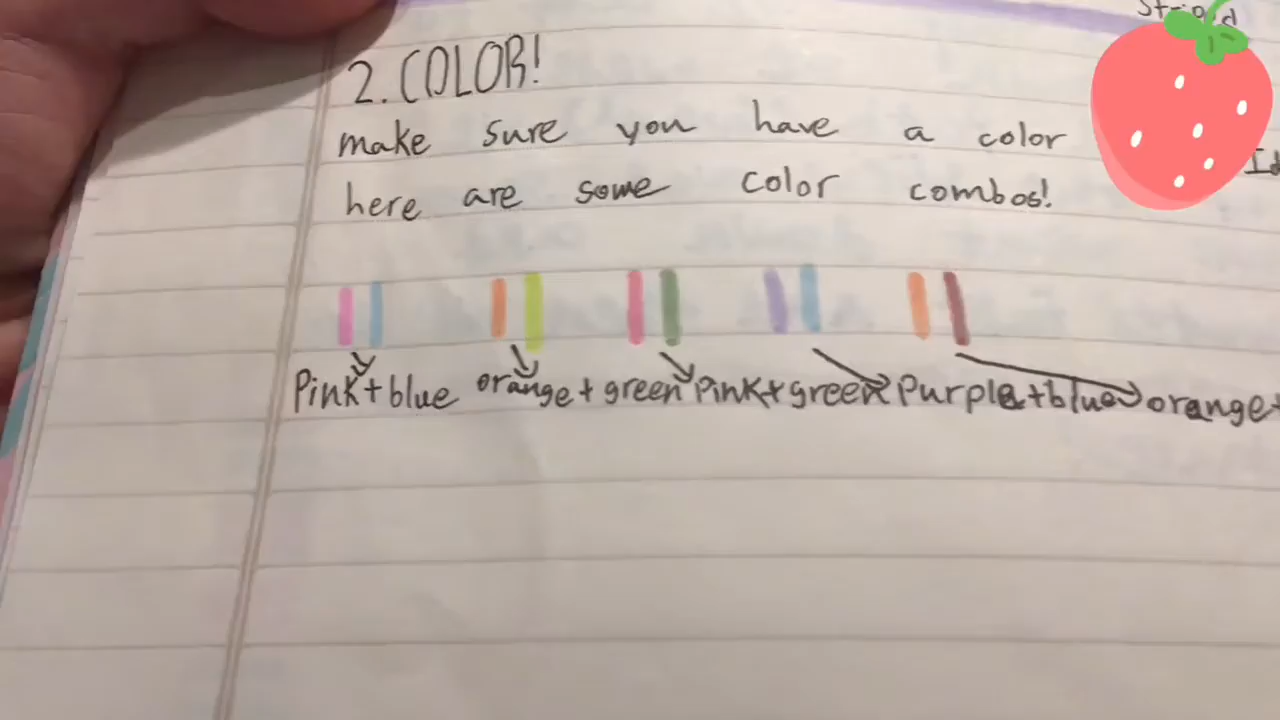 2. COLOR!
make sure you have a color
here are some color combos!
Pink+blue orange+green Pink+green Purple+blue orange+